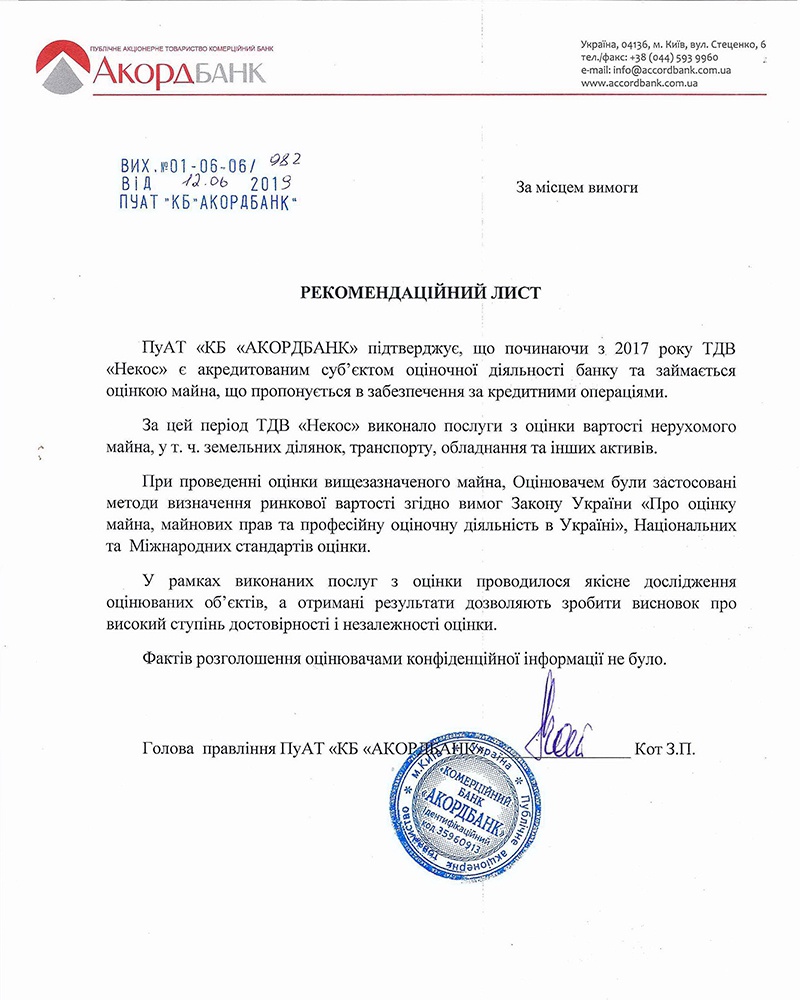 ПУБЛІЧНЕ АКЦІОНЕРНЕ ТОВАРИСТВО КОМЕРЦІЙНИЙ БАНК
АКОРДБАНК
Україна, 04136, м. Київ, вул. Стеценко, 6
тел./факс: +38 (044) 593 9960
e-mail: info@accordbank.com.ua
www.accordbank.com.ua
ВИХ.№01-06-06/ 982
ВІД 12.06 2019
ПУАТ "КБ"АКОРДБАНК"
За місцем вимоги
РЕКОМЕНДАЦІЙНИЙ ЛИСТ
ПуАТ «КБ «АКОРДБАНК» підтверджує, що починаючи з 2017 року ТДВ
«Некос» є акредитованим суб’єктом оціночної діяльності банку та займається
оцінкою майна, що пропонується в забезпечення за кредитними операціями.
За цей період ТДВ «Некос» виконало послуги з оцінки вартості нерухомого
майна, у т. ч. земельних ділянок, транспорту, обладнання та інших активів.
При проведенні оцінки вищезазначеного майна, Оцінювачем були застосовані
методи визначення ринкової вартості згідно вимог Закону України «Про оцінку
майна, майнових прав та професійну оціночну діяльність в Україні», Національних
та Міжнародних стандартів оцінки.
У рамках виконаних послуг з оцінки проводилося якісне дослідження
оцінюваних об’єктів, а отримані результати дозволяють зробити висновок про
високий ступінь достовірності і незалежності оцінки.
Фактів розголошення оцінювачами конфіденційної інформації не було.
Голова правління ПуАТ «КБ «АКОРДБАНК» Кот З.П.
м.Київ * Україна * Публічне акціонерне товариство *
«КОМЕРЦІЙНИЙ
БАНК
«АКОРДБАНК»
Ідентифікаційний
код 35960913